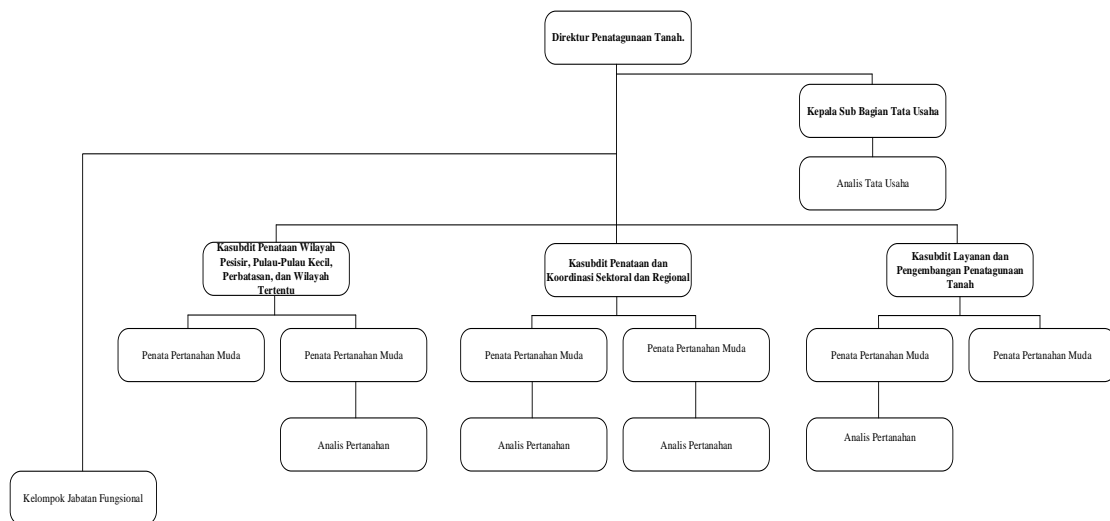 Direktur Penatagunaan Tanah.
Kepala Sub Bagian Tata Usaha
Analis Tata Usaha
Kasubdit Penataan Wilayah
Pesisir, Pulau-Pulau Kecil,
Perbatasan, dan Wilayah
Tertentu
Kasubdit Penataan dan
Koordinasi Sektoral dan Regional
Kasubdit Layanan dan
Pengembangan Penatagunaan
Tanah
Penata Pertanahan Muda
Penata Pertanahan Muda
Penata Pertanahan Muda
Penata Pertanahan Muda
Penata Pertanahan Muda
Penata Pertanahan Muda
Analis Pertanahan
Analis Pertanahan
Analis Pertanahan
Analis Pertanahan
Kelompok Jabatan Fungsional